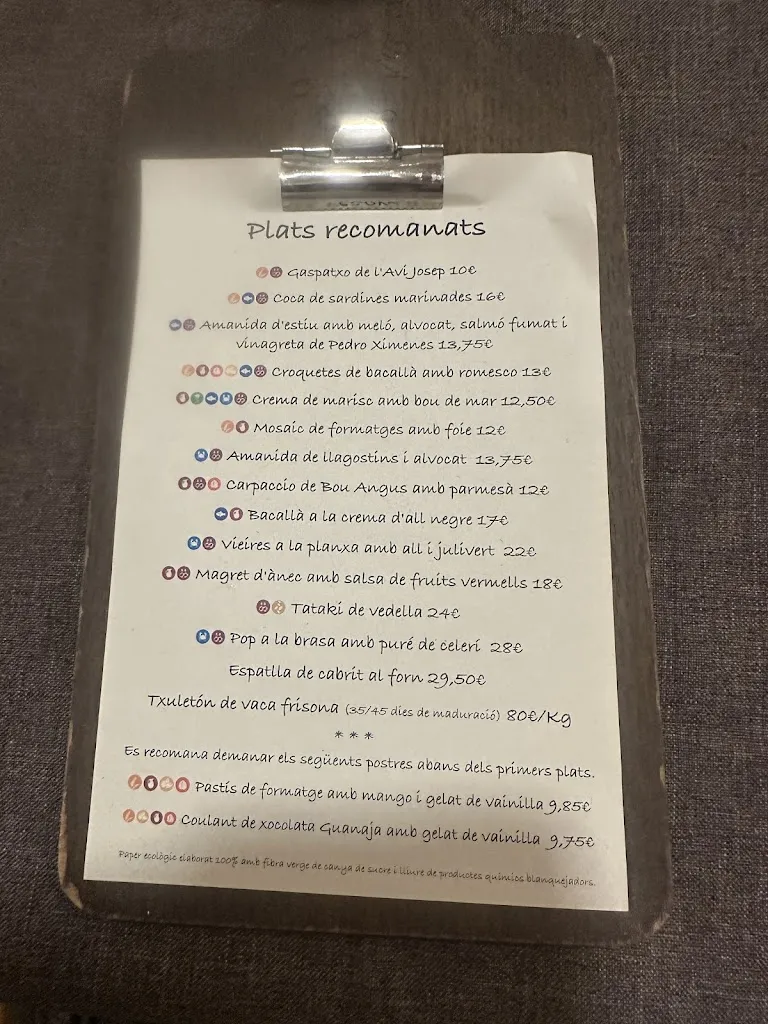 Plats recomanats
Gaspatxo de l'Avi Josep 10€
Coca de sardines marinades 16€
Amanida d'estiu amb meló, alvocat, salmó fumat i
vinagreta de Pedro Ximenes 13,75€
Croquetes de bacallà amb romesco 13€
Crema de marisc amb bou de mar 12,50€
Mosaic de formatges amb foie 12€
Amanida de llagostins i alvocat 13,75€
Carpaccio de Bou Angus amb parmesà 12€
Bacallà a la crema d'all negre 17€
Vieires a la planxa amb all i julivert 22€
Magret d'ànec amb salsa de fruits vermells 18€
Tataki de vedella 24€
Pop a la brasa amb puré de celerí 28€
Espatlla de cabrit al forn 29,50€
Txuletón de vaca frisona (35/45 dies de maduració) 80€/Kg
***
Es recomana demanar els següents postres abans dels primers plats.
Pastís de formatge amb mango i gelat de vainilla 9,85€
Coulant de xocolata Guanaja amb gelat de vainilla 9,75€
Paper ecològic elaborat 100% amb fibra verge de canya de sucre i lliure de productes químics blanquejadors.